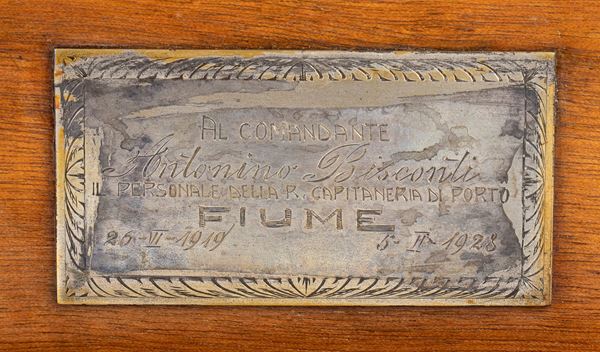 AL COMANDANTE
Antonino Bisconti
IL PERSONALE DELLA R. CAPITANERIA DI PORTO
FIUME
26-VI-1919 5-II-1928